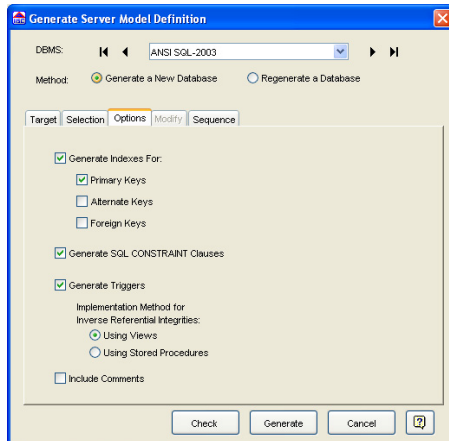 Generate Server Model Definition
DBMS: ANSI SQL-2003
Method: Generate a New Database Regenerate a Database
Target Selection Options Modify Sequence
Generate Indexes For:
Primary Keys
Alternate Keys
Foreign Keys
Generate SQL CONSTRAINT Clauses
Generate Triggers
Implementation Method for
Inverse Referential Integrities:
Using Views
Using Stored Procedures
Include Comments
Check Generate Cancel ?